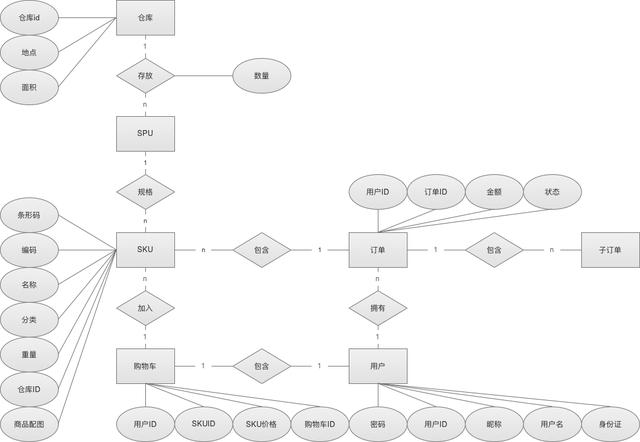 仓库id
仓库
地点
1
面积
存放
数量
n
SPU
1
规格
用户ID
订单ID
金额
状态
条形码
n
编码
SKU
n
包含
1
订单
1
包含
n
子订单
名称
n
n
分类
加入
拥有
重量
1
1
购物车
1
包含
1
用户
仓库ID
商品配图
用户ID
SKUID
SKU价格
购物车ID
密码
用户ID
昵称
用户名
身份证